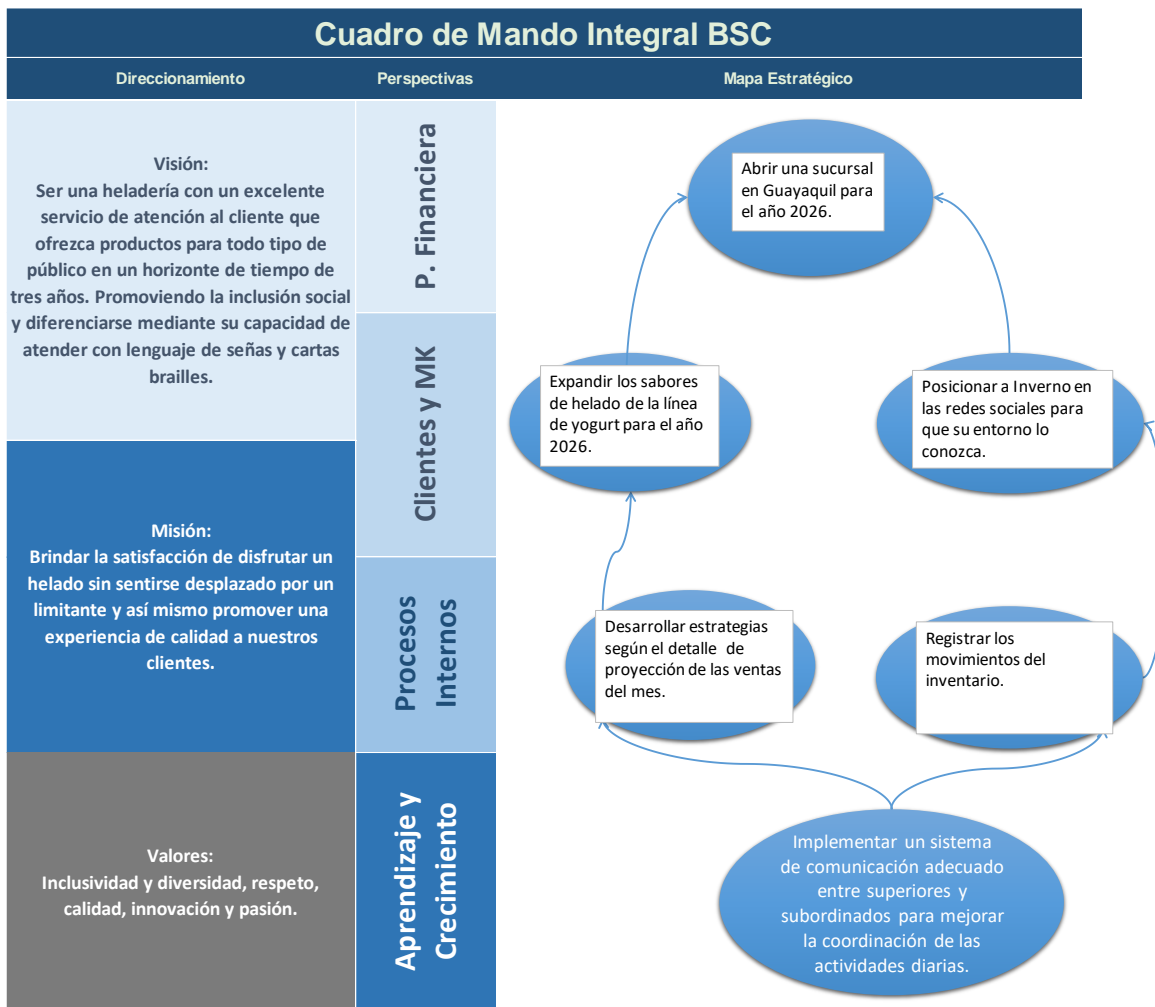 Cuadro de Mando Integral BSC
Direccionamiento
Perspectivas
Mapa Estratégico
Visión:
Ser una heladería con un excelente
servicio de atención al cliente que
ofrezca productos para todo tipo de
público en un horizonte de tiempo de
tres años. Promoviendo la inclusión social
y diferenciarse mediante su capacidad de
atender con lenguaje de señas y cartas
brailles.
Misión:
Brindar la satisfacción de disfrutar un
helado sin sentirse desplazado por un
limitante y así mismo promover una
experiencia de calidad a nuestros
clientes.
Valores:
Inclusividad y diversidad, respeto,
calidad, innovación y pasión.
P. Financiera
Clientes y MK
Procesos
Internos
Aprendizaje y
Crecimiento
Abrir una sucursal
en Guayaquil para
el año 2026.
Expandir los sabores
de helado de la línea
de yogurt para el año
2026.
Posicionar a Inverno en
las redes sociales para
que su entorno lo
conozca.
Desarrollar estrategias
según el detalle de
proyección de las ventas
del mes.
Registrar los
movimientos del
inventario.
Implementar un sistema
de comunicación adecuado
entre superiores y
subordinados para mejorar
la coordinación de las
actividades diarias.